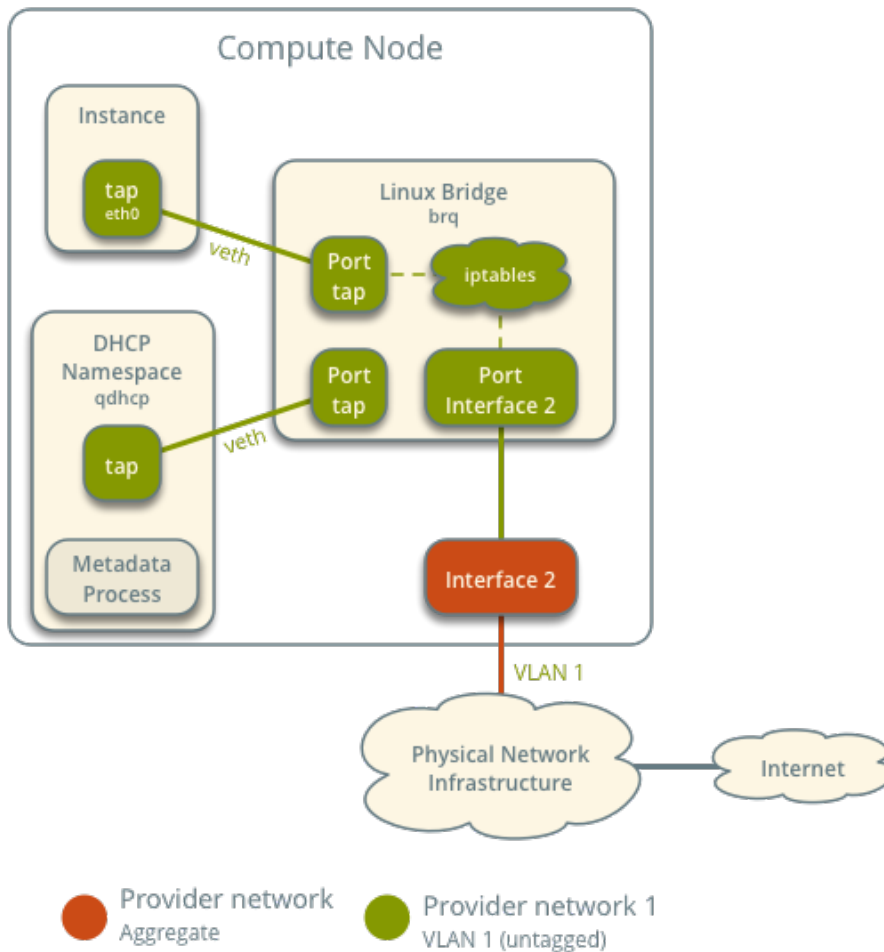 Compute Node
Instance
tap
eth0
veth
Linux Bridge
brq
Port
tap
iptables
DHCP
Namespace
qdhcp
tap
veth
Port
tap
Port
Interface 2
Metadata
Process
Interface 2
VLAN 1
Physical Network
Infrastructure
Internet
Provider network
Aggregate
Provider network 1
VLAN 1 (untagged)